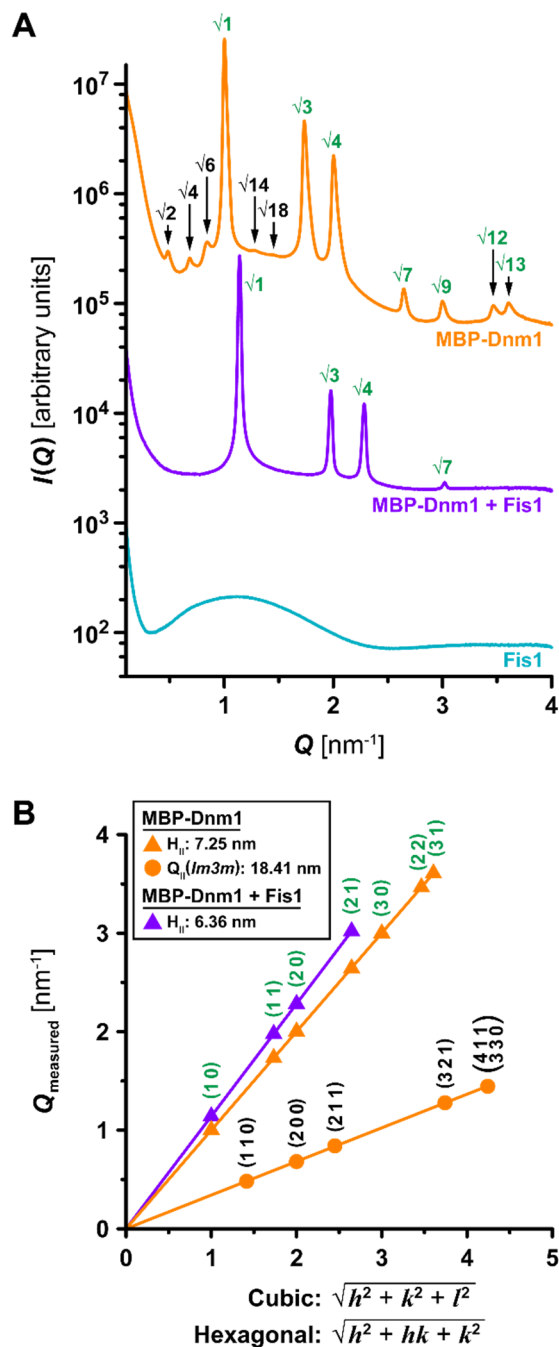 A
10⁷
10⁶
10⁵
10⁴
10³
10²
I(Q) [arbitrary units]
√1
√3
√4
√6
√4
√2
√14
√18
√7
√9
√12
√13
MBP-Dnm1
√1
√3
√4
√7
MBP-Dnm1 + Fis1
Fis1
1 2 3 4
Q [nm⁻¹]
B
MBP-Dnm1
H_II: 7.25 nm
Q_II(Im3m): 18.41 nm
MBP-Dnm1 + Fis1
H_II: 6.36 nm
4
3
2
1
0
Q_measured [nm⁻¹]
(10)
(11)
(20)
(21)
(30)
(22)
(31)
(110)
(200)
(211)
(321)
(411)
(330)
0 1 2 3 4 5
Cubic: √h² + k² + l²
Hexagonal: √h² + hk + k²